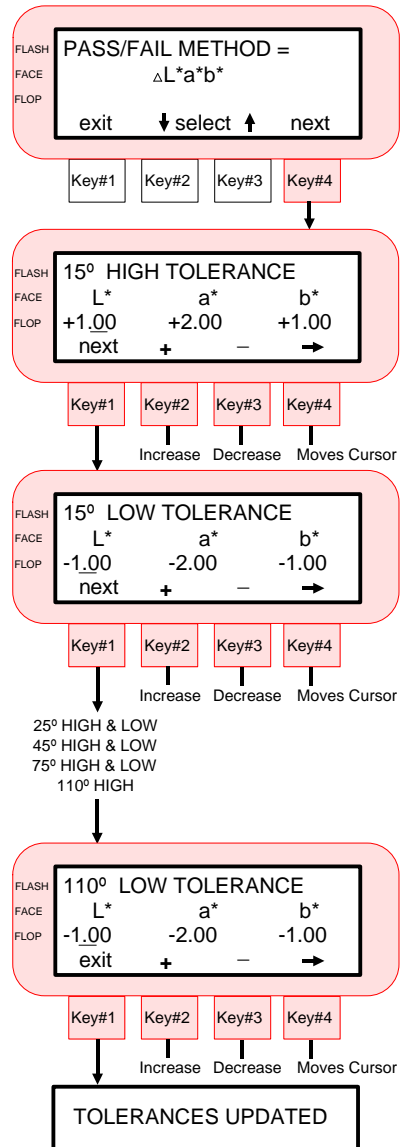 FLASH PASS/FAIL METHOD =
FACE ΔL*a*b*
FLOP
exit ↓ select ↑ next
Key#1 Key#2 Key#3 Key#4
FLASH 15º HIGH TOLERANCE
FACE L* a* b*
FLOP +1.00 +2.00 +1.00
next + – →
Key#1 Key#2 Key#3 Key#4
Increase Decrease Moves Cursor
FLASH 15º LOW TOLERANCE
FACE L* a* b*
FLOP -1.00 -2.00 -1.00
next + – →
Key#1 Key#2 Key#3 Key#4
Increase Decrease Moves Cursor
25º HIGH & LOW
45º HIGH & LOW
75º HIGH & LOW
110º HIGH
FLASH 110º LOW TOLERANCE
FACE L* a* b*
FLOP -1.00 -2.00 -1.00
exit + – →
Key#1 Key#2 Key#3 Key#4
Increase Decrease Moves Cursor
TOLERANCES UPDATED